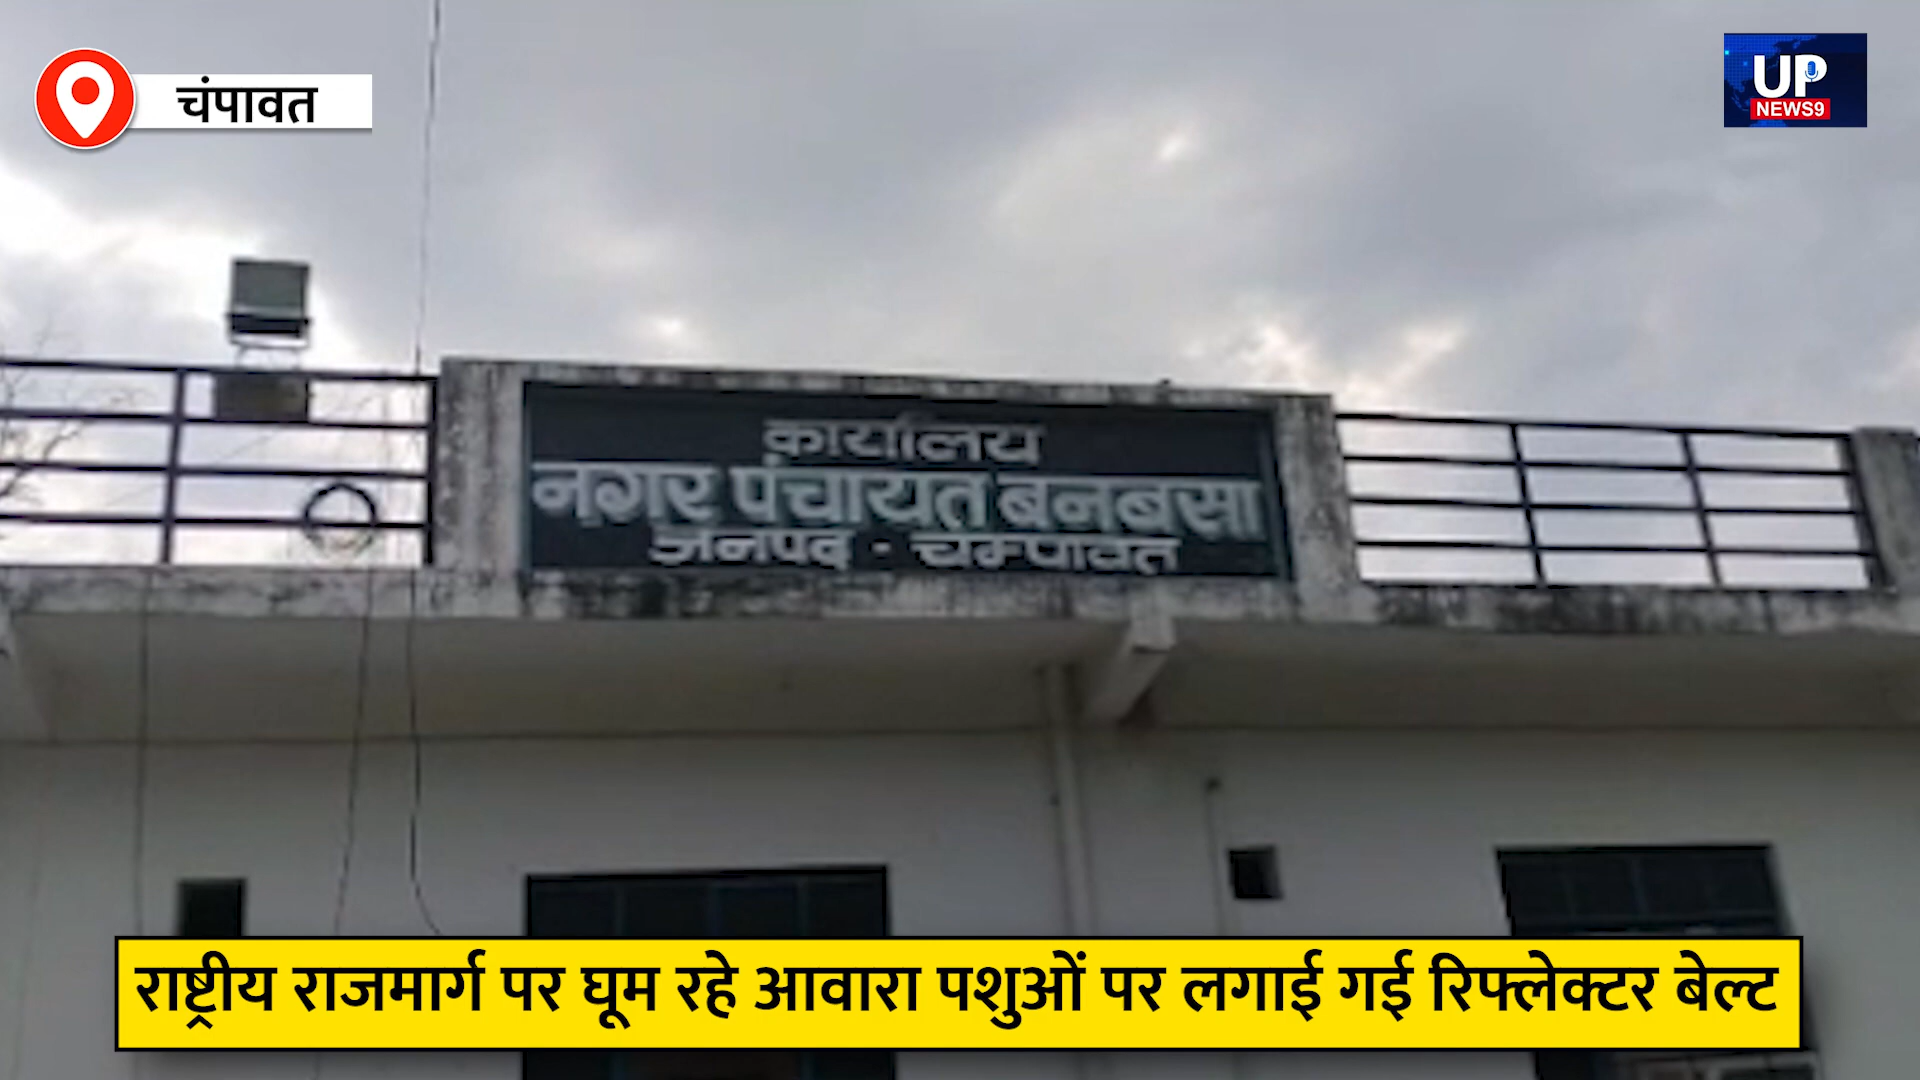 चंपावत
UP
NEWS9
कार्यालय
नगर पंचायत बनबसा
जनपद - चम्पावत
राष्ट्रीय राजमार्ग पर घूम रहे आवारा पशुओं पर लगाई गई रिफ्लेक्टर बेल्ट